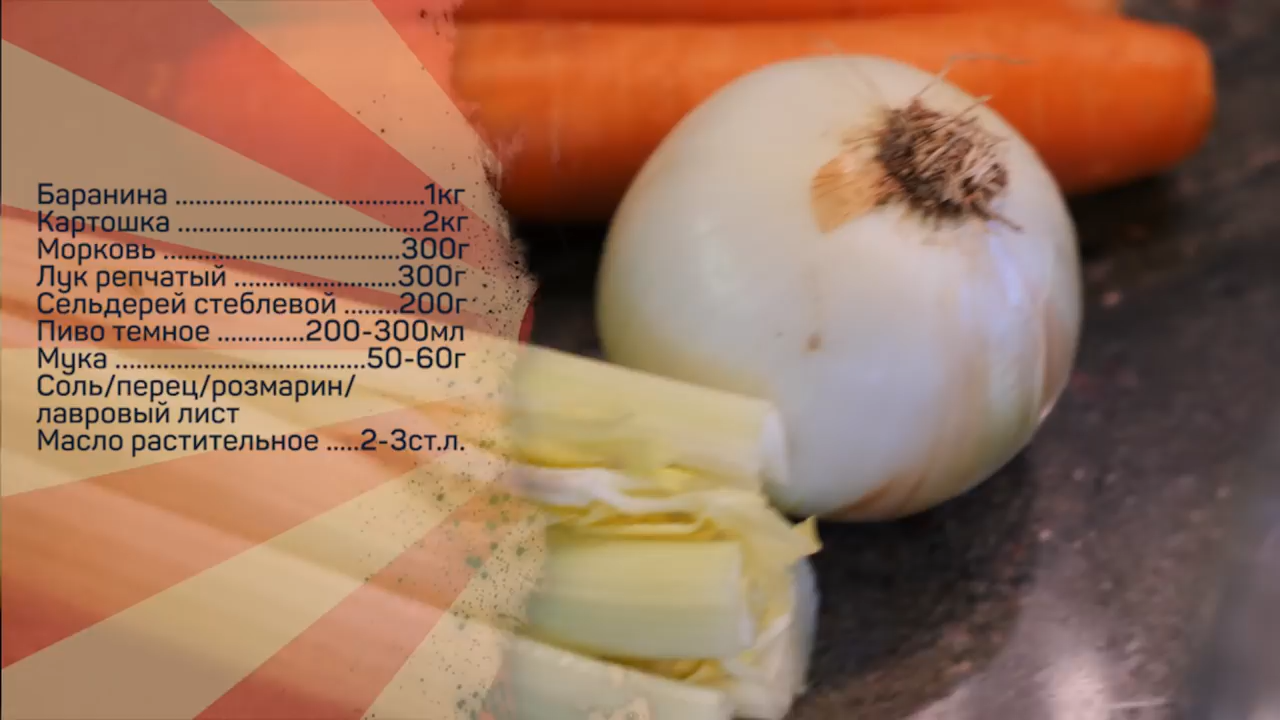 Баранина ......................................1кг
Картошка .....................................2кг
Морковь ....................................300г
Лук репчатый .........................300г
Сельдерей стеблевой ........200г
Пиво темное .............200-300мл
Мука ......................................50-60г
Соль/перец/розмарин/
лавровый лист
Масло растительное .....2-3ст.л.